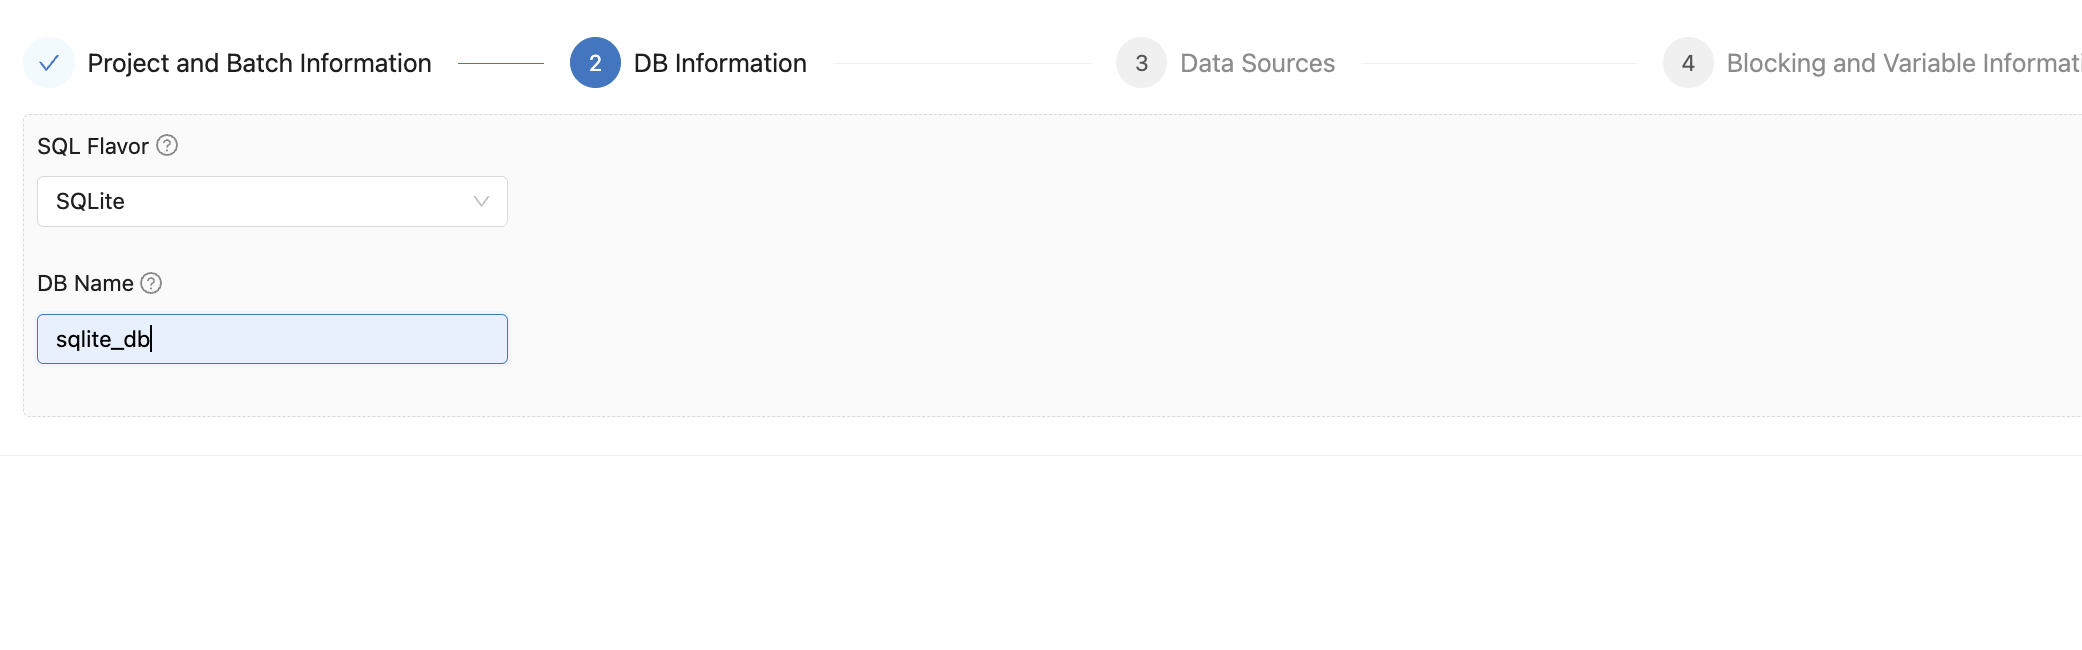 Project and Batch Information
2 DB Information
3 Data Sources
4 Blocking and Variable Informati
SQL Flavor ?
SQLite
DB Name ?
sqlite_db